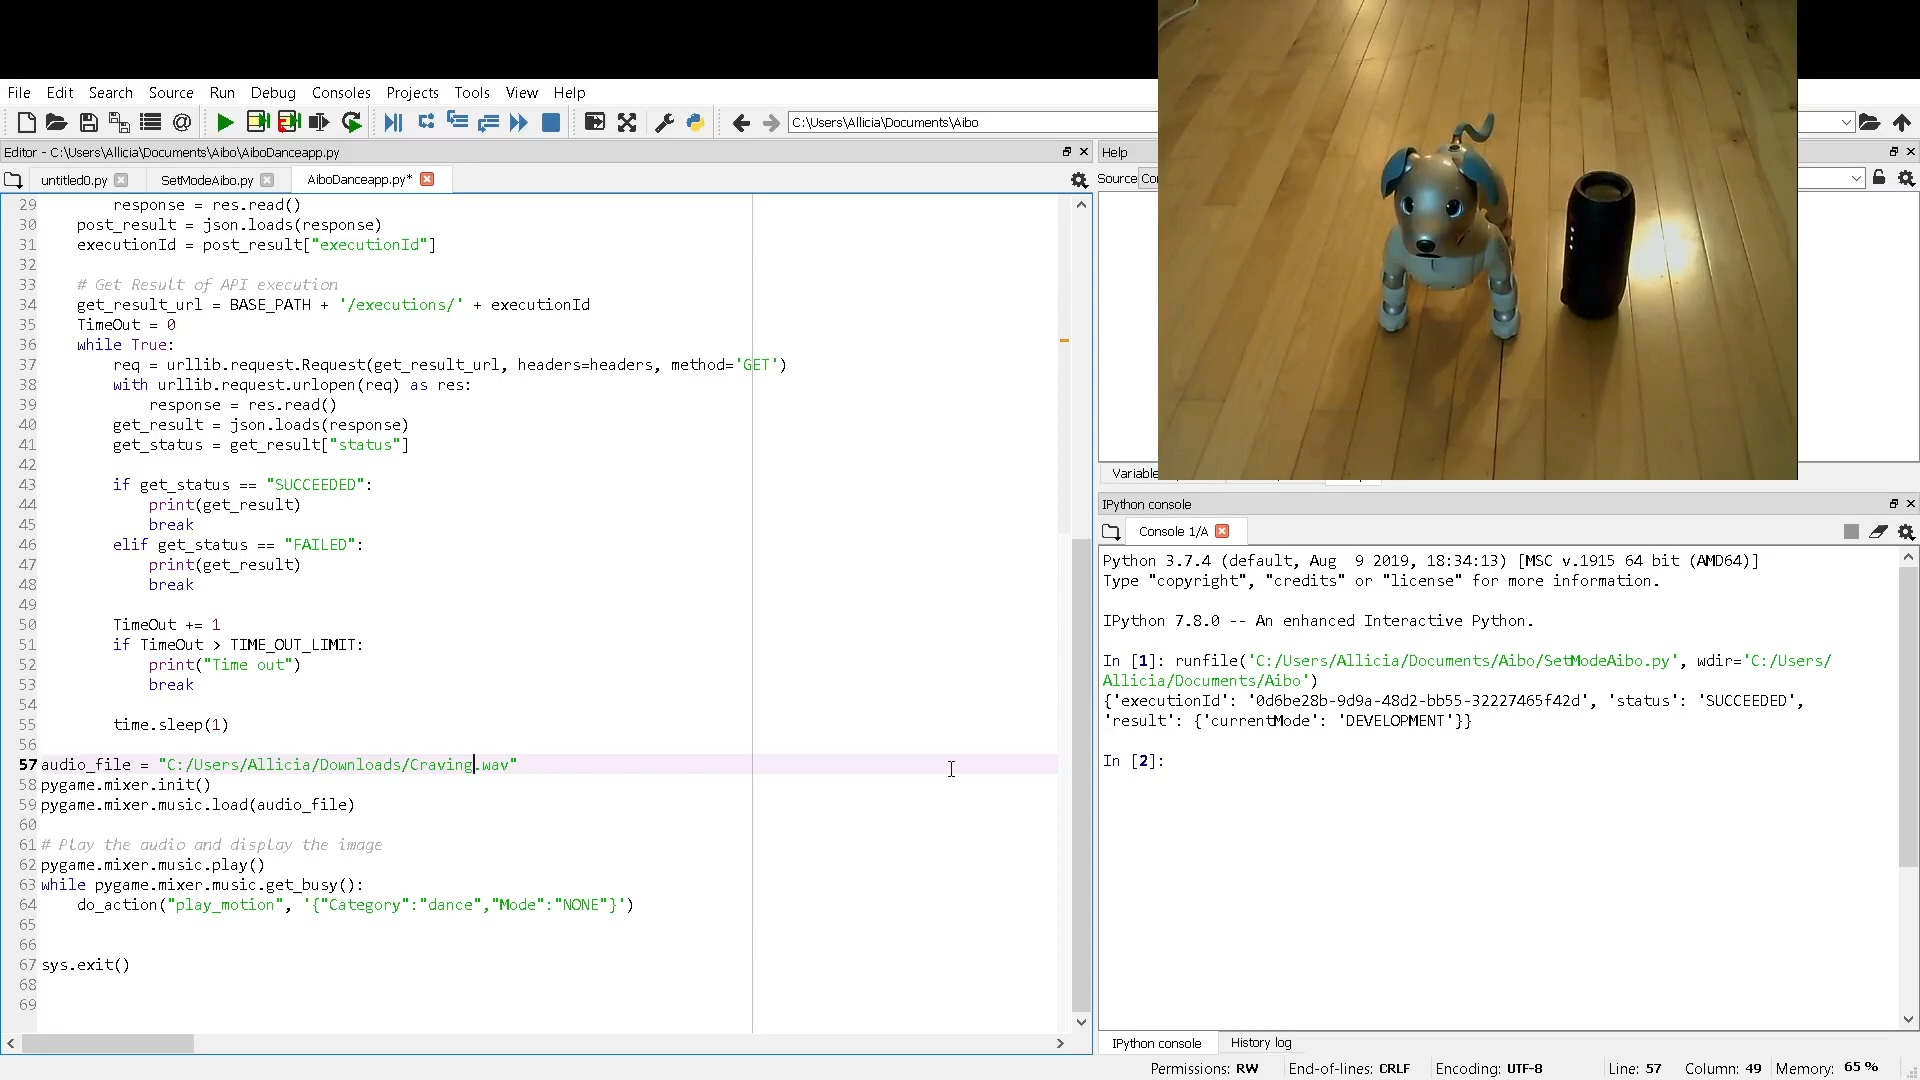 File Edit Search Source Run Debug Consoles Projects Tools View Help
C:\Users\Allicia\Documents\Aibo
Editor - C:\Users\Allicia\Documents\Aibo\AiboDanceapp.py
untitled0.py SetModeAibo.py AiboDanceapp.py*
29 response = res.read()
30 post_result = json.loads(response)
31 executionId = post_result["executionId"]
32
33 # Get Result of API execution
34 get_result_url = BASE_PATH + '/executions/' + executionId
35 TimeOut = 0
36 while True:
37 req = urllib.request.Request(get_result_url, headers=headers, method='GET')
38 with urllib.request.urlopen(req) as res:
39 response = res.read()
40 get_result = json.loads(response)
41 get_status = get_result["status"]
42
43 if get_status == "SUCCEEDED":
44 print(get_result)
45 break
46 elif get_status == "FAILED":
47 print(get_result)
48 break
49
50 TimeOut += 1
51 if TimeOut > TIME_OUT_LIMIT:
52 print("Time out")
53 break
54
55 time.sleep(1)
56
57 audio_file = "C:/Users/Allicia/Downloads/Craving.wav"
58 pygame.mixer.init()
59 pygame.mixer.music.load(audio_file)
60
61 # Play the audio and display the image
62 pygame.mixer.music.play()
63 while pygame.mixer.music.get_busy():
64 do_action("play_motion", '{"Category":"dance","Mode":"NONE"}')
65
66
67 sys.exit()
68
69
Help
Source
IPython console
Console 1/A
Python 3.7.4 (default, Aug  9 2019, 18:34:13) [MSC v.1915 64 bit (AMD64)]
Type "copyright", "credits" or "license" for more information.
IPython 7.8.0 -- An enhanced Interactive Python.
In [1]: runfile('C:/Users/Allicia/Documents/Aibo/SetModeAibo.py', wdir='C:/Users/
Allicia/Documents/Aibo')
{'executionId': '0d6be28b-9d9a-48d2-bb55-32227465f42d', 'status': 'SUCCEEDED',
'result': {'currentMode': 'DEVELOPMENT'}}
In [2]:
IPython console History log
Permissions: RW End-of-lines: CRLF Encoding: UTF-8 Line: 57 Column: 49 Memory: 65 %